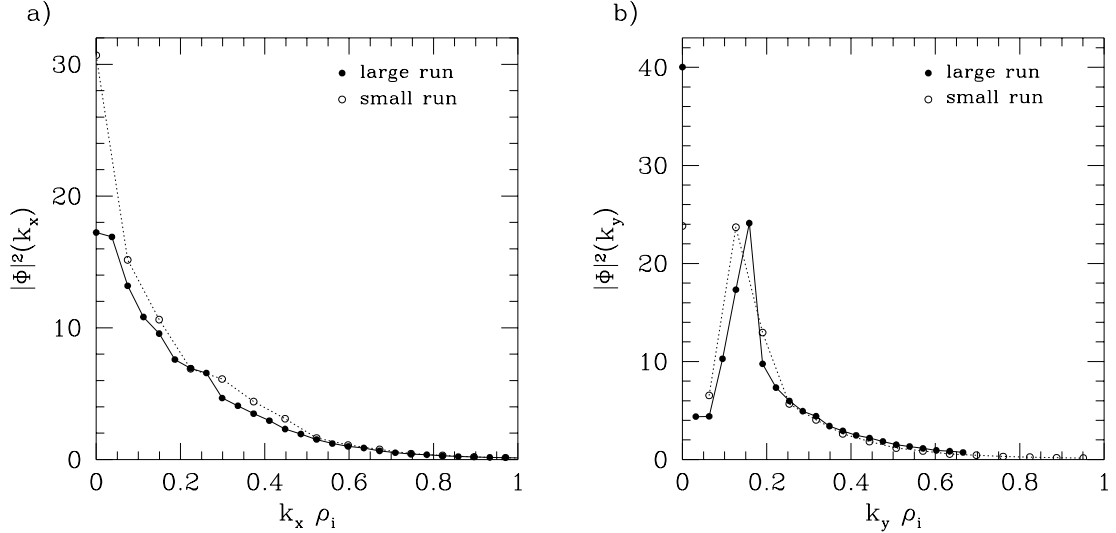 a)
|Φ|²(kₓ)
30
20
10
0
large run
small run
0 0.2 0.4 0.6 0.8 1
kₓ ρᵢ
b)
|Φ|²(k_y)
40
30
20
10
0
large run
small run
0 0.2 0.4 0.6 0.8 1
k_y ρᵢ